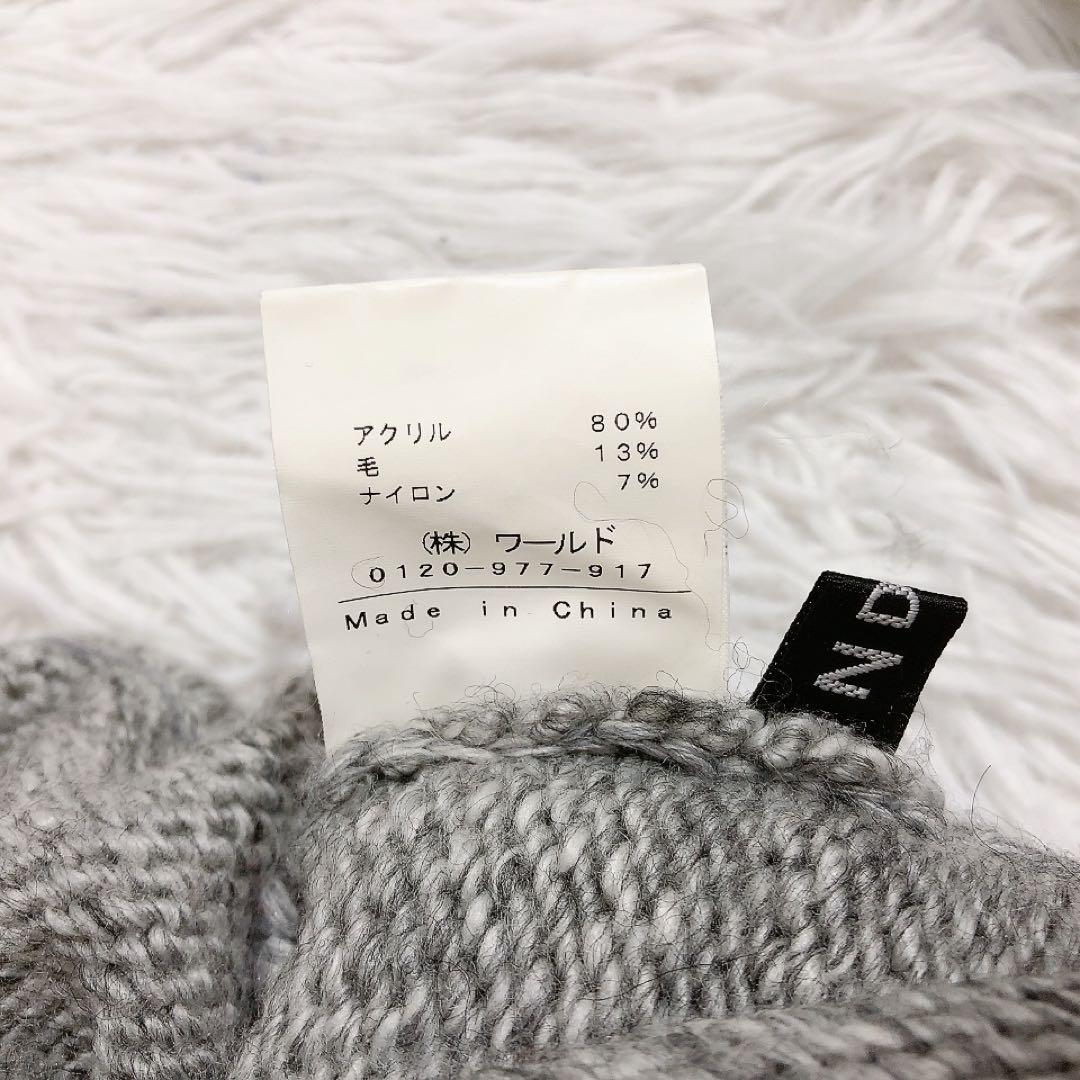 アクリル 80%
毛 13%
ナイロン 7%
(株) ワールド
0120-977-917
Made in China
ND